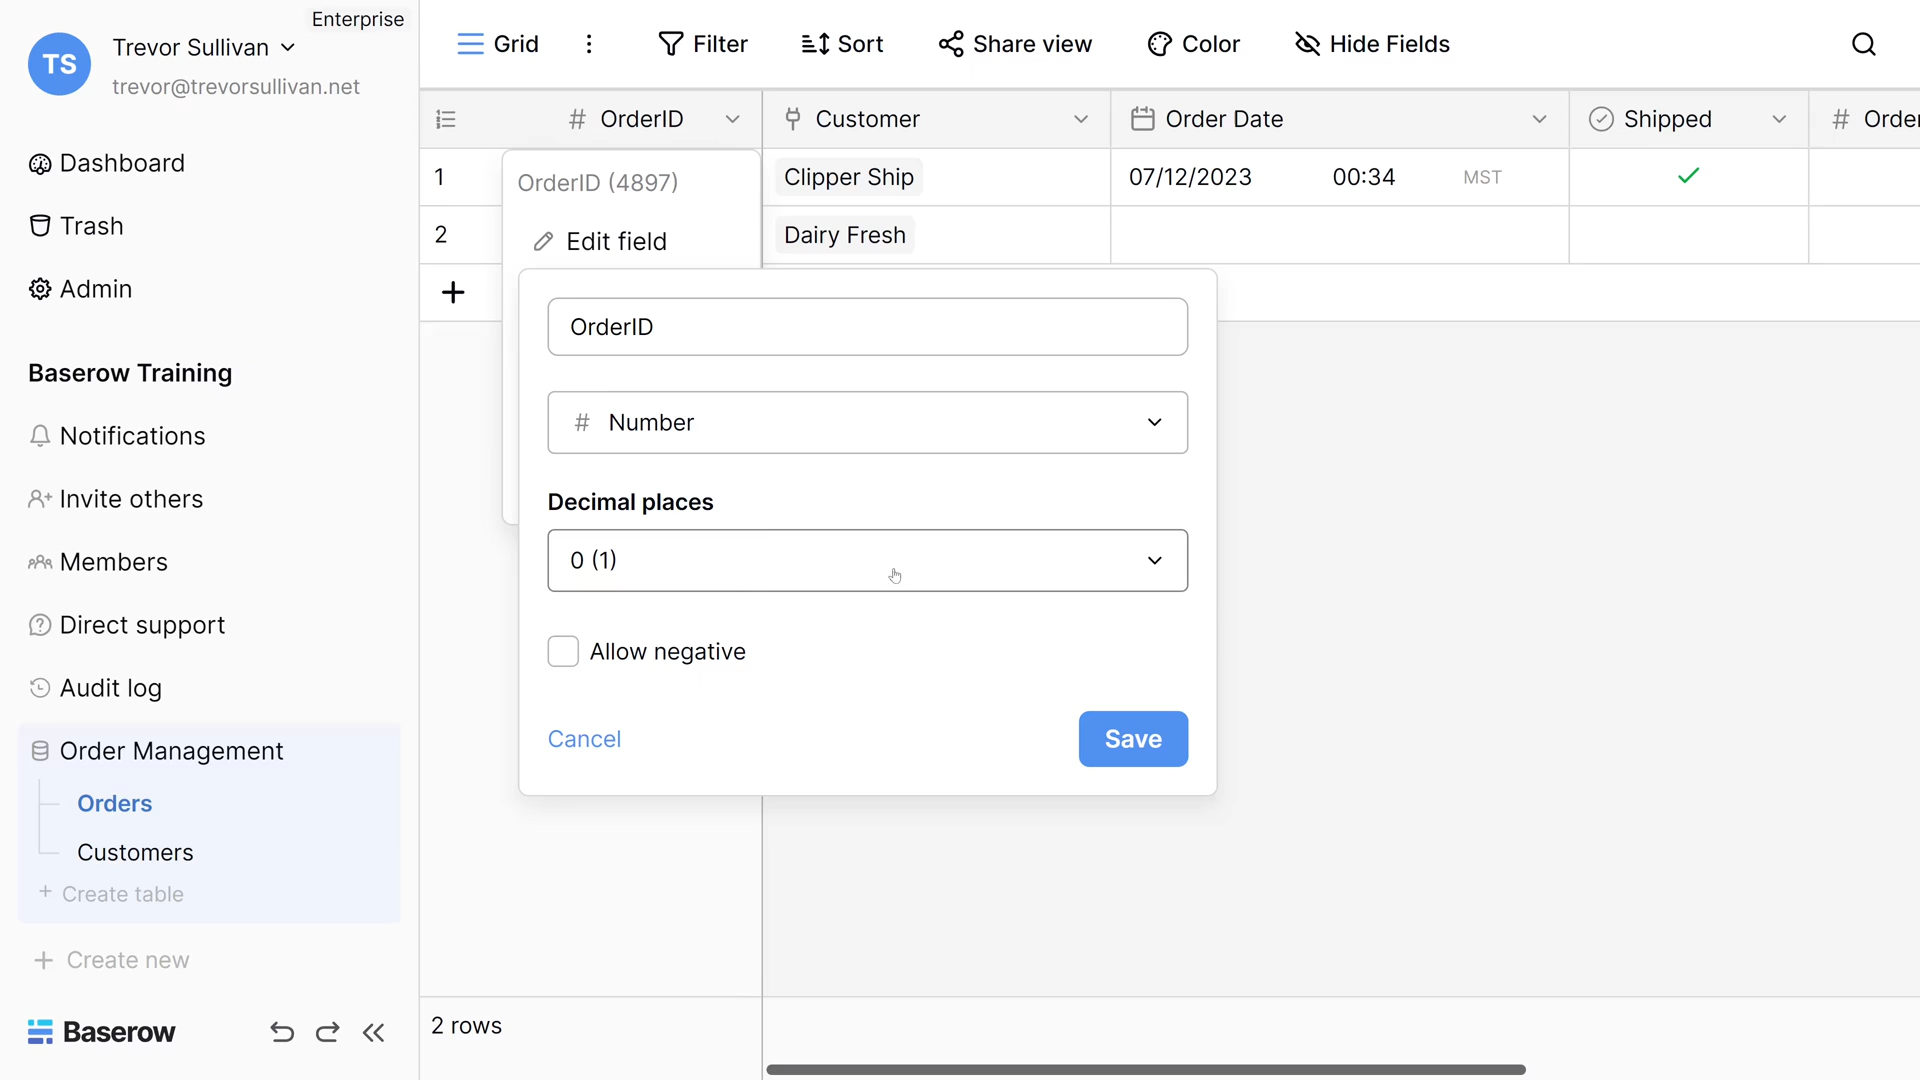 Enterprise
TS
Trevor Sullivan
trevor@trevorsullivan.net
Dashboard
Trash
Admin
Baserow Training
Notifications
Invite others
Members
Direct support
Audit log
Order Management
Orders
Customers
+ Create table
+ Create new
Baserow
Grid
Filter
Sort
Share view
Color
Hide Fields
# OrderID
Customer
Order Date
Shipped
# Order
1
Clipper Ship
07/12/2023 00:34 MST
2
Dairy Fresh
+
OrderID (4897)
Edit field
OrderID
# Number
Decimal places
0 (1)
Allow negative
Cancel
Save
2 rows